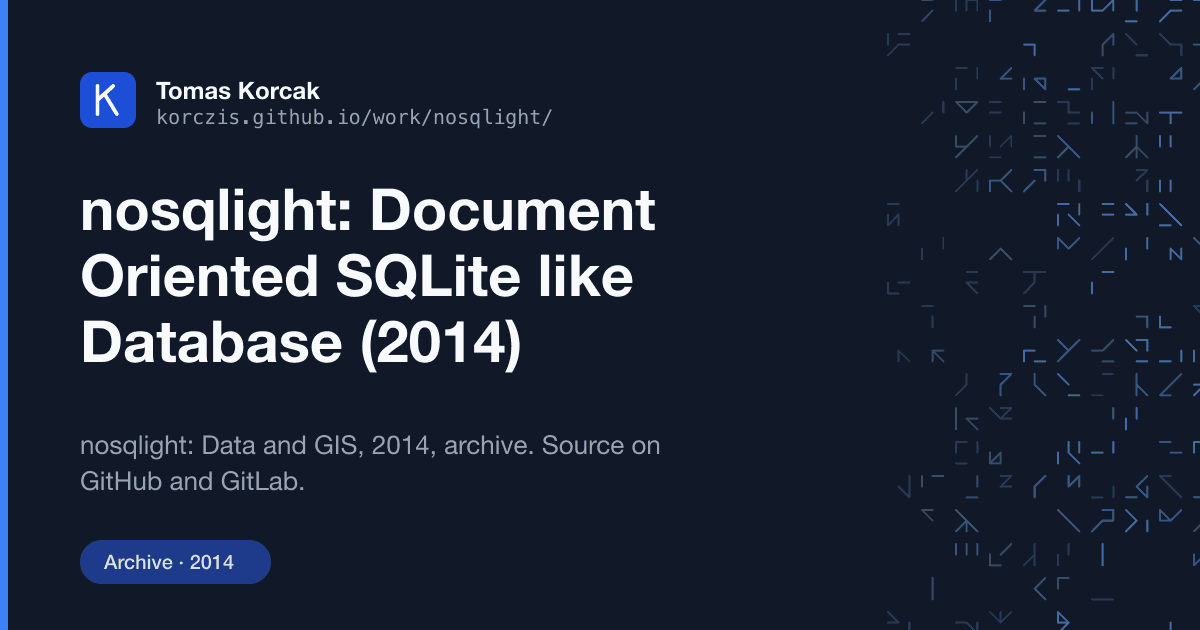 K
Tomas Korcak
korczis.github.io/work/nosqlight/
nosqlight: Document
Oriented SQLite like
Database (2014)
nosqlight: Data and GIS, 2014, archive. Source on
GitHub and GitLab.
Archive · 2014